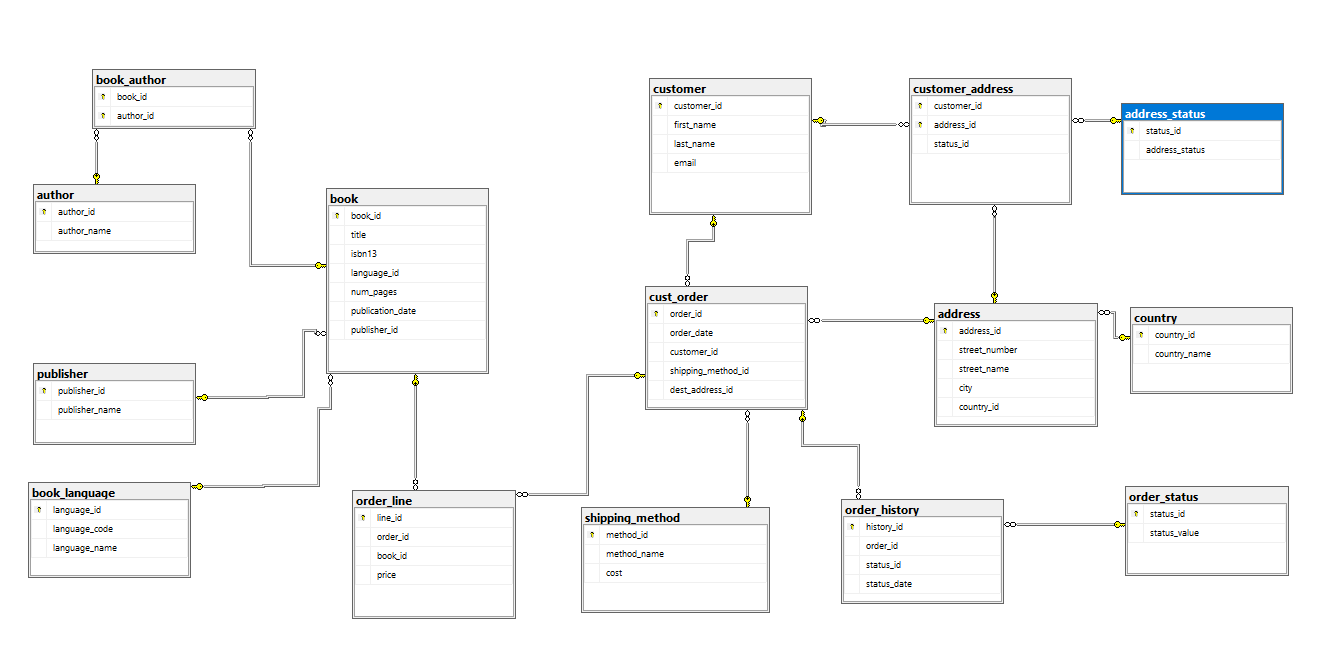 book_author
book_id
author_id
author
author_id
author_name
publisher
publisher_id
publisher_name
book_language
language_id
language_code
language_name
book
book_id
title
isbn13
language_id
num_pages
publication_date
publisher_id
order_line
line_id
order_id
book_id
price
customer
customer_id
first_name
last_name
email
cust_order
order_id
order_date
customer_id
shipping_method_id
dest_address_id
shipping_method
method_id
method_name
cost
customer_address
customer_id
address_id
status_id
address_status
status_id
address_status
address
address_id
street_number
street_name
city
country_id
country
country_id
country_name
order_history
history_id
order_id
status_id
status_date
order_status
status_id
status_value